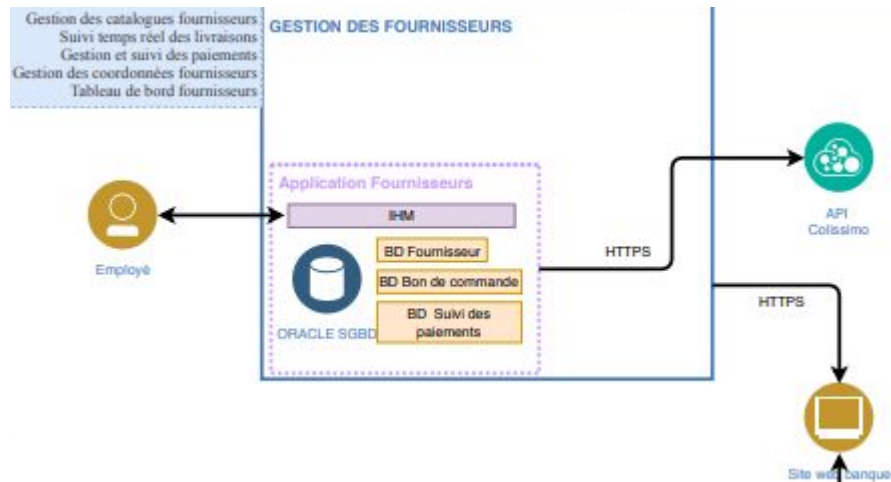 Gestion des catalogues fournisseurs
Suivi temps réel des livraisons
Gestion et suivi des paiements
Gestion des coordonnées fournisseurs
Tableau de bord fournisseurs
GESTION DES FOURNISSEURS
Application Fournisseurs
IHM
BD Fournisseur
BD Bon de commande
BD Suivi des
paiements
ORACLE SGBD
Employé
HTTPS
API
Colissimo
HTTPS
Site web banque